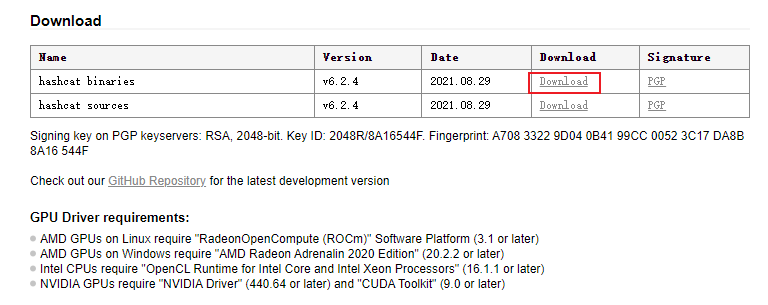 Download
Name Version Date Download Signature
hashcat binaries v6.2.4 2021.08.29 Download PGP
hashcat sources v6.2.4 2021.08.29 Download PGP
Signing key on PGP keyservers: RSA, 2048-bit. Key ID: 2048R/8A16544F. Fingerprint: A708 3322 9D04 0B41 99CC 0052 3C17 DA8B
8A16 544F
Check out our GitHub Repository for the latest development version
GPU Driver requirements:
AMD GPUs on Linux require "RadeonOpenCompute (ROCm)" Software Platform (3.1 or later)
AMD GPUs on Windows require "AMD Radeon Adrenalin 2020 Edition" (20.2.2 or later)
Intel CPUs require "OpenCL Runtime for Intel Core and Intel Xeon Processors" (16.1.1 or later)
NVIDIA GPUs require "NVIDIA Driver" (440.64 or later) and "CUDA Toolkit" (9.0 or later)